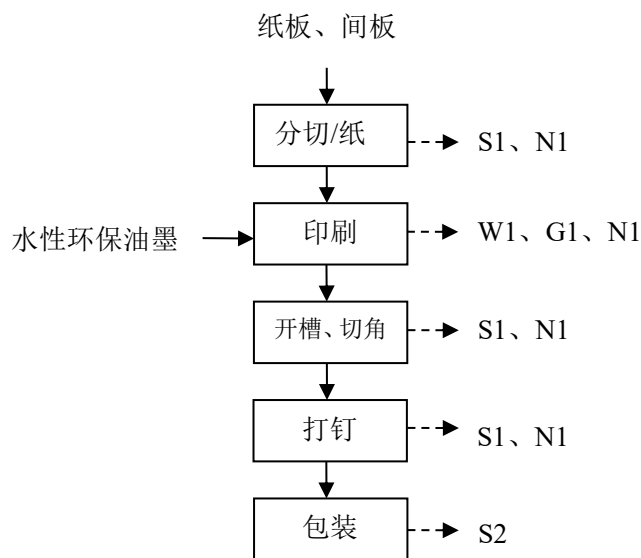 纸板、间板
分切/纸
S1、N1
水性环保油墨
印刷
W1、G1、N1
开槽、切角
S1、N1
打钉
S1、N1
包装
S2